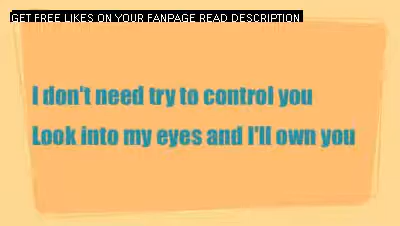 GET FREE LIKES ON YOUR FANPAGE READ DESCRIPTION
I don't need try to control you
Look into my eyes and I'll own you